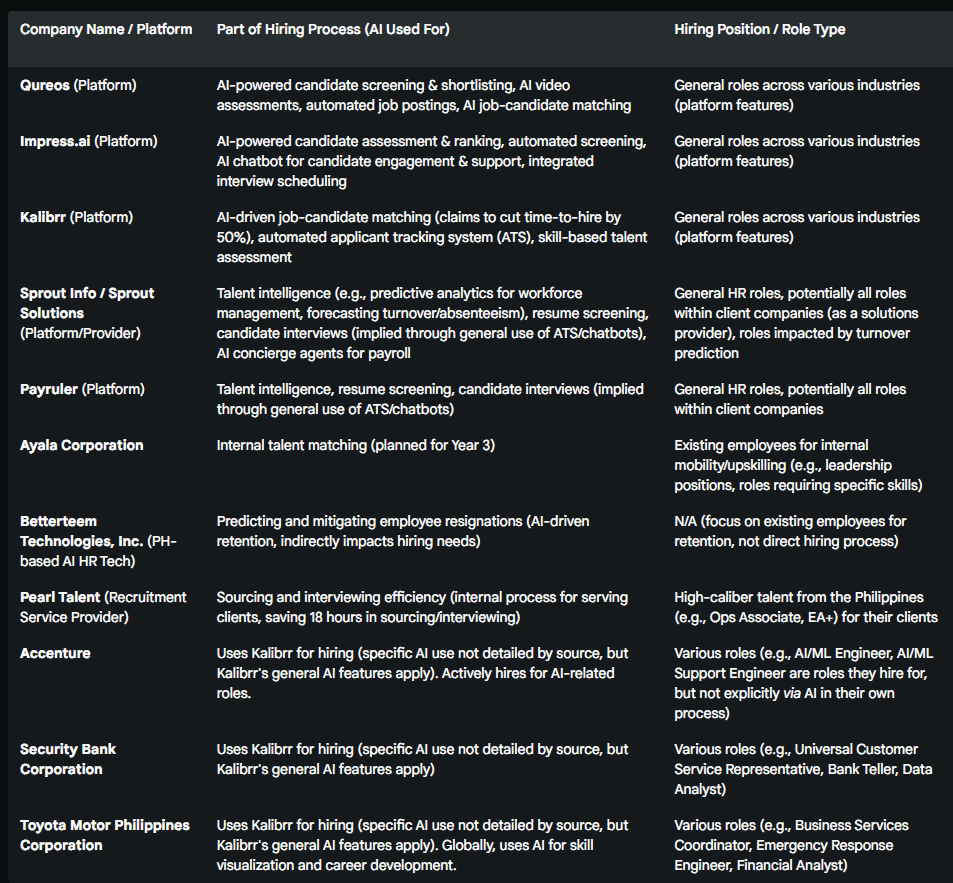 Company Name / Platform
Part of Hiring Process (AI Used For)
Hiring Position / Role Type
Qureos (Platform)
AI-powered candidate screening & shortlisting, AI video
assessments, automated job postings, AI job-candidate matching
General roles across various industries
(platform features)
Impress.ai (Platform)
AI-powered candidate assessment & ranking, automated screening,
AI chatbot for candidate engagement & support, integrated
interview scheduling
General roles across various industries
(platform features)
Kalibrr (Platform)
AI-driven job-candidate matching (claims to cut time-to-hire by
50%), automated applicant tracking system (ATS), skill-based talent
assessment
General roles across various industries
(platform features)
Sprout Info / Sprout
Solutions
(Platform/Provider)
Talent intelligence (e.g., predictive analytics for workforce
management, forecasting turnover/absenteeism), resume screening,
candidate interviews (implied through general use of ATS/chatbots),
AI concierge agents for payroll
General HR roles, potentially all roles
within client companies (as a solutions
provider), roles impacted by turnover
prediction
Payruler (Platform)
Talent intelligence, resume screening, candidate interviews (implied
through general use of ATS/chatbots)
General HR roles, potentially all roles
within client companies
Ayala Corporation
Internal talent matching (planned for Year 3)
Existing employees for internal
mobility/upskilling (e.g., leadership
positions, roles requiring specific skills)
Betterteem
Technologies, Inc. (PH-
based AI HR Tech)
Predicting and mitigating employee resignations (AI-driven
retention, indirectly impacts hiring needs)
N/A (focus on existing employees for
retention, not direct hiring process)
Pearl Talent (Recruitment
Service Provider)
Sourcing and interviewing efficiency (internal process for serving
clients, saving 18 hours in sourcing/interviewing)
High-caliber talent from the Philippines
(e.g., Ops Associate, EA+) for their clients
Accenture
Uses Kalibrr for hiring (specific AI use not detailed by source, but
Kalibrr's general AI features apply). Actively hires for AI-related
roles.
Various roles (e.g., AI/ML Engineer, AI/ML
Support Engineer are roles they hire for,
but not explicitly via AI in their own
process)
Security Bank
Corporation
Uses Kalibrr for hiring (specific AI use not detailed by source, but
Kalibrr's general AI features apply)
Various roles (e.g., Universal Customer
Service Representative, Bank Teller, Data
Analyst)
Toyota Motor Philippines
Corporation
Uses Kalibrr for hiring (specific AI use not detailed by source, but
Kalibrr's general AI features apply). Globally, uses AI for skill
visualization and career development.
Various roles (e.g., Business Services
Coordinator, Emergency Response
Engineer, Financial Analyst)